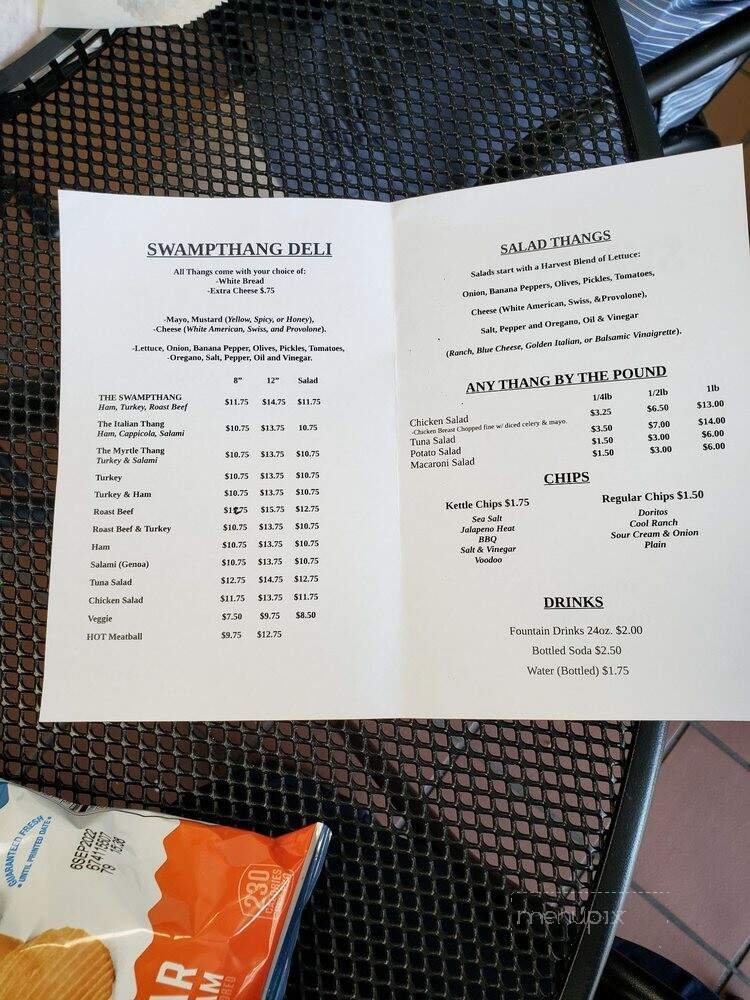 SWAMPTHANG DELI
All Thangs come with your choice of:
-White Bread
-Extra Cheese $.75
-Mayo, Mustard (Yellow, Spicy, or Honey),
-Cheese (White American, Swiss, and Provolone).
-Lettuce, Onion, Banana Pepper, Olives, Pickles, Tomatoes,
-Oregano, Salt, Pepper, Oil and Vinegar.
8” 12” Salad
THE SWAMPTHANG $11.75 $14.75 $11.75
Ham, Turkey, Roast Beef
The Italian Thang $10.75 $13.75 10.75
Ham, Cappicola, Salami
The Myrtle Thang $10.75 $13.75 $10.75
Turkey & Salami
Turkey $10.75 $13.75 $10.75
Turkey & Ham $10.75 $13.75 $10.75
Roast Beef $15.75 $12.75
Roast Beef & Turkey $10.75 $13.75 $10.75
Ham $10.75 $13.75 $10.75
Salami (Genoa) $10.75 $13.75 $10.75
Tuna Salad $12.75 $14.75 $12.75
Chicken Salad $11.75 $13.75 $11.75
Veggie $7.50 $9.75 $8.50
HOT Meatball $9.75 $12.75
SALAD THANGS
Salads start with a Harvest Blend of Lettuce:
Onion, Banana Peppers, Olives, Pickles, Tomatoes,
Cheese (White American, Swiss, &Provolone),
Salt, Pepper and Oregano, Oil & Vinegar
(Ranch, Blue Cheese, Golden Italian, or Balsamic Vinaigrette).
ANY THANG BY THE POUND
1/4lb 1/2lb 1lb
Chicken Salad $3.25 $6.50 $13.00
-Chicken Breast Chopped fine w/ diced celery & mayo.
Tuna Salad $3.50 $7.00 $14.00
Potato Salad $1.50 $3.00 $6.00
Macaroni Salad $1.50 $3.00 $6.00
CHIPS
Kettle Chips $1.75
Sea Salt
Jalapeno Heat
BBQ
Salt & Vinegar
Voodoo
Regular Chips $1.50
Doritos
Cool Ranch
Sour Cream & Onion
Plain
DRINKS
Fountain Drinks 24oz. $2.00
Bottled Soda $2.50
Water (Bottled) $1.75
GUARANTEED FRESH
UNTIL PRINTED DATE
6SEP2022
79
230
CALORIES
AR
AM
menupix